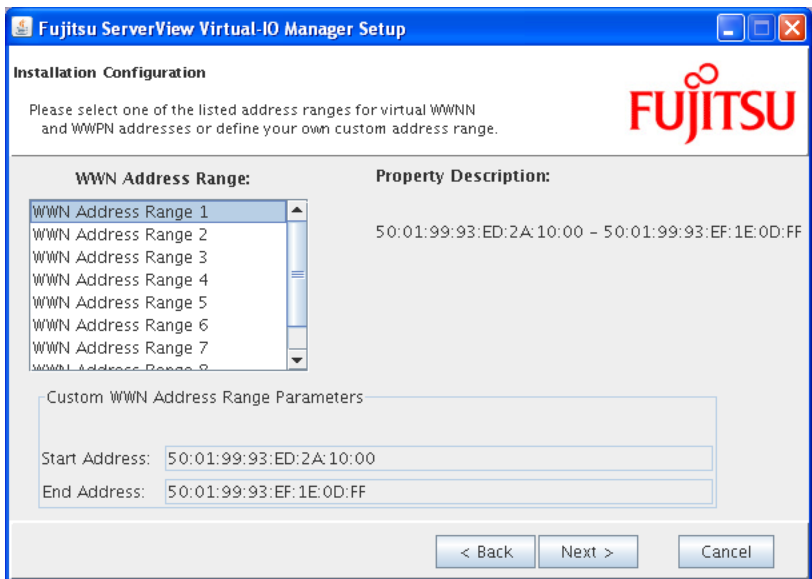 Fujitsu ServerView Virtual-IO Manager Setup
Installation Configuration
Please select one of the listed address ranges for virtual WWNN
and WWPN addresses or define your own custom address range.
FUJITSU
WWN Address Range:
Property Description:
WWN Address Range 1
WWN Address Range 2
WWN Address Range 3
WWN Address Range 4
WWN Address Range 5
WWN Address Range 6
WWN Address Range 7
WWN Address Range 8
50:01:99:93:ED:2A:10:00 - 50:01:99:93:EF:1E:0D:FF
Custom WWN Address Range Parameters
Start Address: 50:01:99:93:ED:2A:10:00
End Address: 50:01:99:93:EF:1E:0D:FF
< Back Next > Cancel